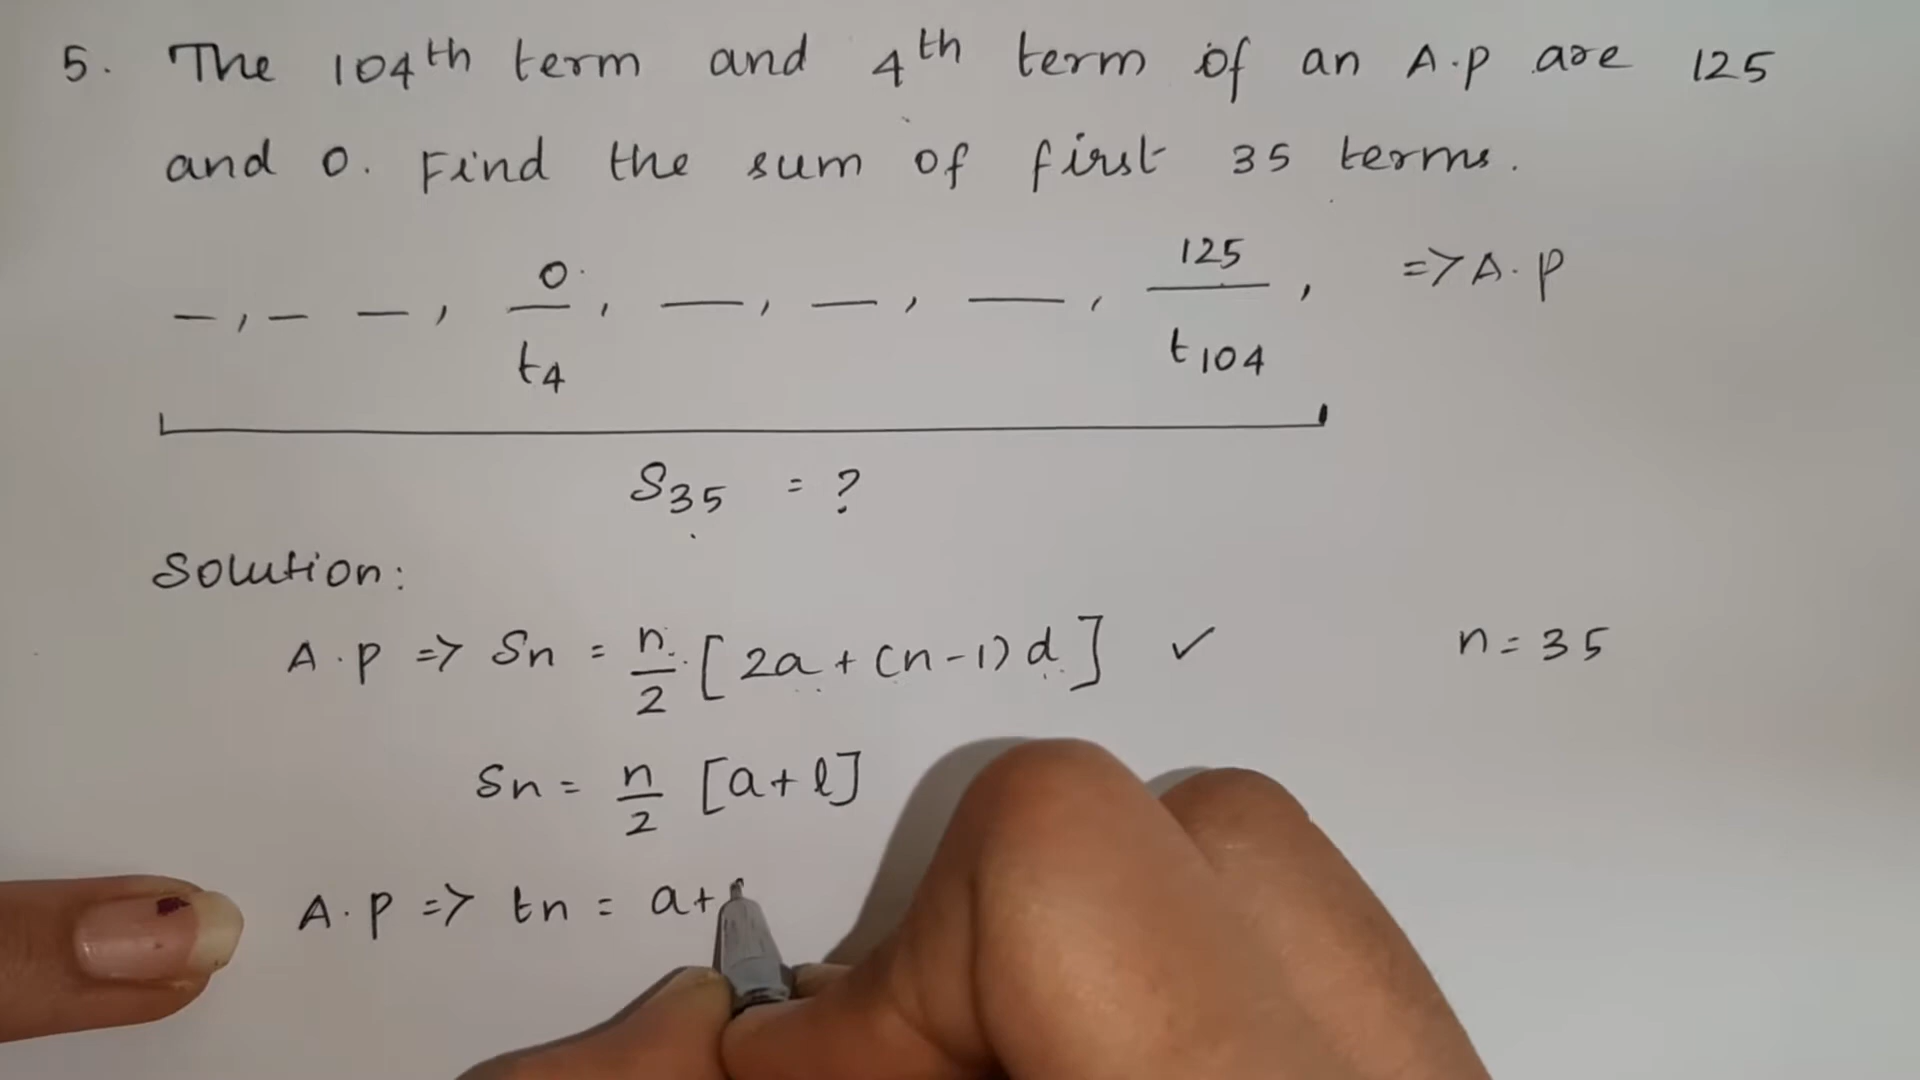 5. The 104th term and 4th term of an A.p are 125
and 0. Find the sum of first 35 terms.
_, _ _, 0/t4, _, _, _, 125/t104, => A.p
S35 = ?
Solution:
A.p => Sn = n/2 [2a + (n-1)d] ✓ n = 35
Sn = n/2 [a + l]
A.p => tn = a+